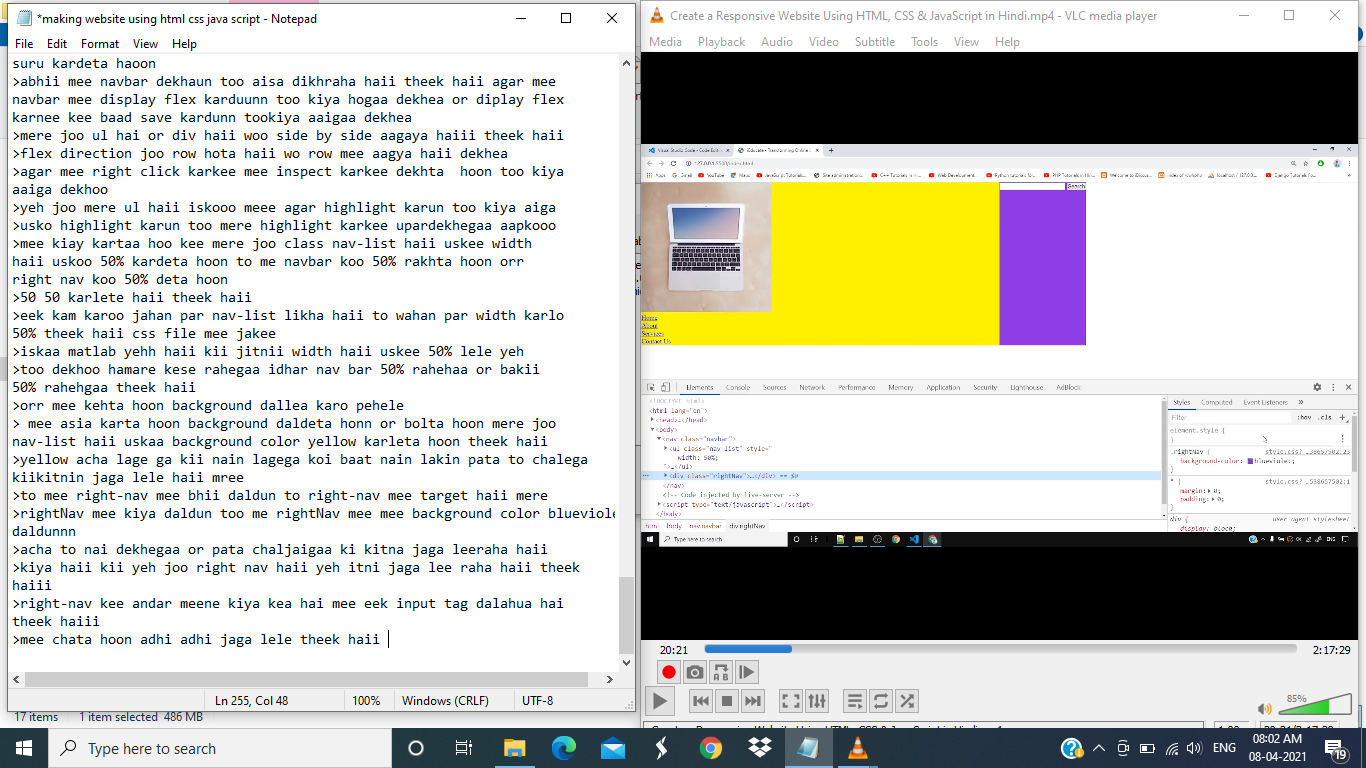 *making website using html css java script - Notepad
File Edit Format View Help
suru kardeta haoon
>abhii mee navbar dekhaun too aisa dikhraha haii theek haii agar mee
navbar mee display flex karduunn too kiya hogaa dekhea or diplay flex
karnee kee baad save kardunn tookiya aaigaa dekhea
>mere joo ul hai or div haii woo side by side aagaya haiii theek haii
>flex direction joo row hota haii wo row mee aagya haii dekhea
>agar mee right click karkee mee inspect karkee dekhta  hoon too kiya
aaiga dekhoo
>yeh joo mere ul haii iskooo meee agar highlight karun too kiya aiga
>usko highlight karun too mere highlight karkee upardekhegaa aapkooo
>mee kiay kartaa hoo kee mere joo class nav-list haii uskee width
haii uskoo 50% kardeta hoon to me navbar koo 50% rakhta hoon orr
right nav koo 50% deta hoon
>50 50 karlete haii theek haii
>eek kam karoo jahan par nav-list likha haii to wahan par width karlo
50% theek haii css file mee jakee
>iskaa matlab yehh haii kii jitnii width haii uskee 50% lele yeh
>too dekhoo hamare kese rahegaa idhar nav bar 50% rahehaa or bakii
50% rahehgaa theek haii
>orr mee kehta hoon background dallea karo pehele
> mee asia karta hoon background daldeta honn or bolta hoon mere joo
nav-list haii uskaa background color yellow karleta hoon theek haii
>yellow acha lage ga kii nain lagega koi baat nain lakin pata to chalega
kiikitnin jaga lele haii mree
>to mee right-nav mee bhii daldun to right-nav mee target haii mere
>rightNav mee kiya daldun too me rightNav mee mee background color blueviole
daldunnn
>acha to nai dekhegaa or pata chaljaigaa ki kitna jaga leeraha haii
>kiya haii kii yeh joo right nav haii yeh itni jaga lee raha haii theek
haiii
>right-nav kee andar meene kiya kea hai mee eek input tag dalahua hai
theek haiii
>mee chata hoon adhi adhi jaga lele theek haii
Ln 255, Col 48 100% Windows (CRLF) UTF-8
17 items 1 item selected 486 MB
Create a Responsive Website Using HTML, CSS & JavaScript in Hindi.mp4 - VLC media player
Media Playback Audio Video Subtitle Tools View Help
127.0.0.1:5500/index.html
Search
Home
About
Services
Contact Us
Elements Console Sources Network Performance Memory Application Security Lighthouse AdBlock
<!DOCTYPE html>
<html lang="en">
<head>…</head>
<body>
<nav class="navbar">
<ul class="nav-list" style="
width: 50%;
">…</ul>
<div class="rightNav">…</div> == $0
</nav>
<!-- Code injected by live-server -->
<script type="text/javascript">…</script>
</body>
html body nav.navbar div.rightNav
Styles Computed Event Listeners »
Filter :hov .cls +
element.style {
}
.rightNav { style.css?_…38657502:23
background-color: blueviolet;
}
* { style.css?_…538657502:1
margin: 0;
padding: 0;
}
div { user agent stylesheet
display: block;
Type here to search
20:21 2:17:29
85%
Type here to search
ENG
08:02 AM
08-04-2021
19